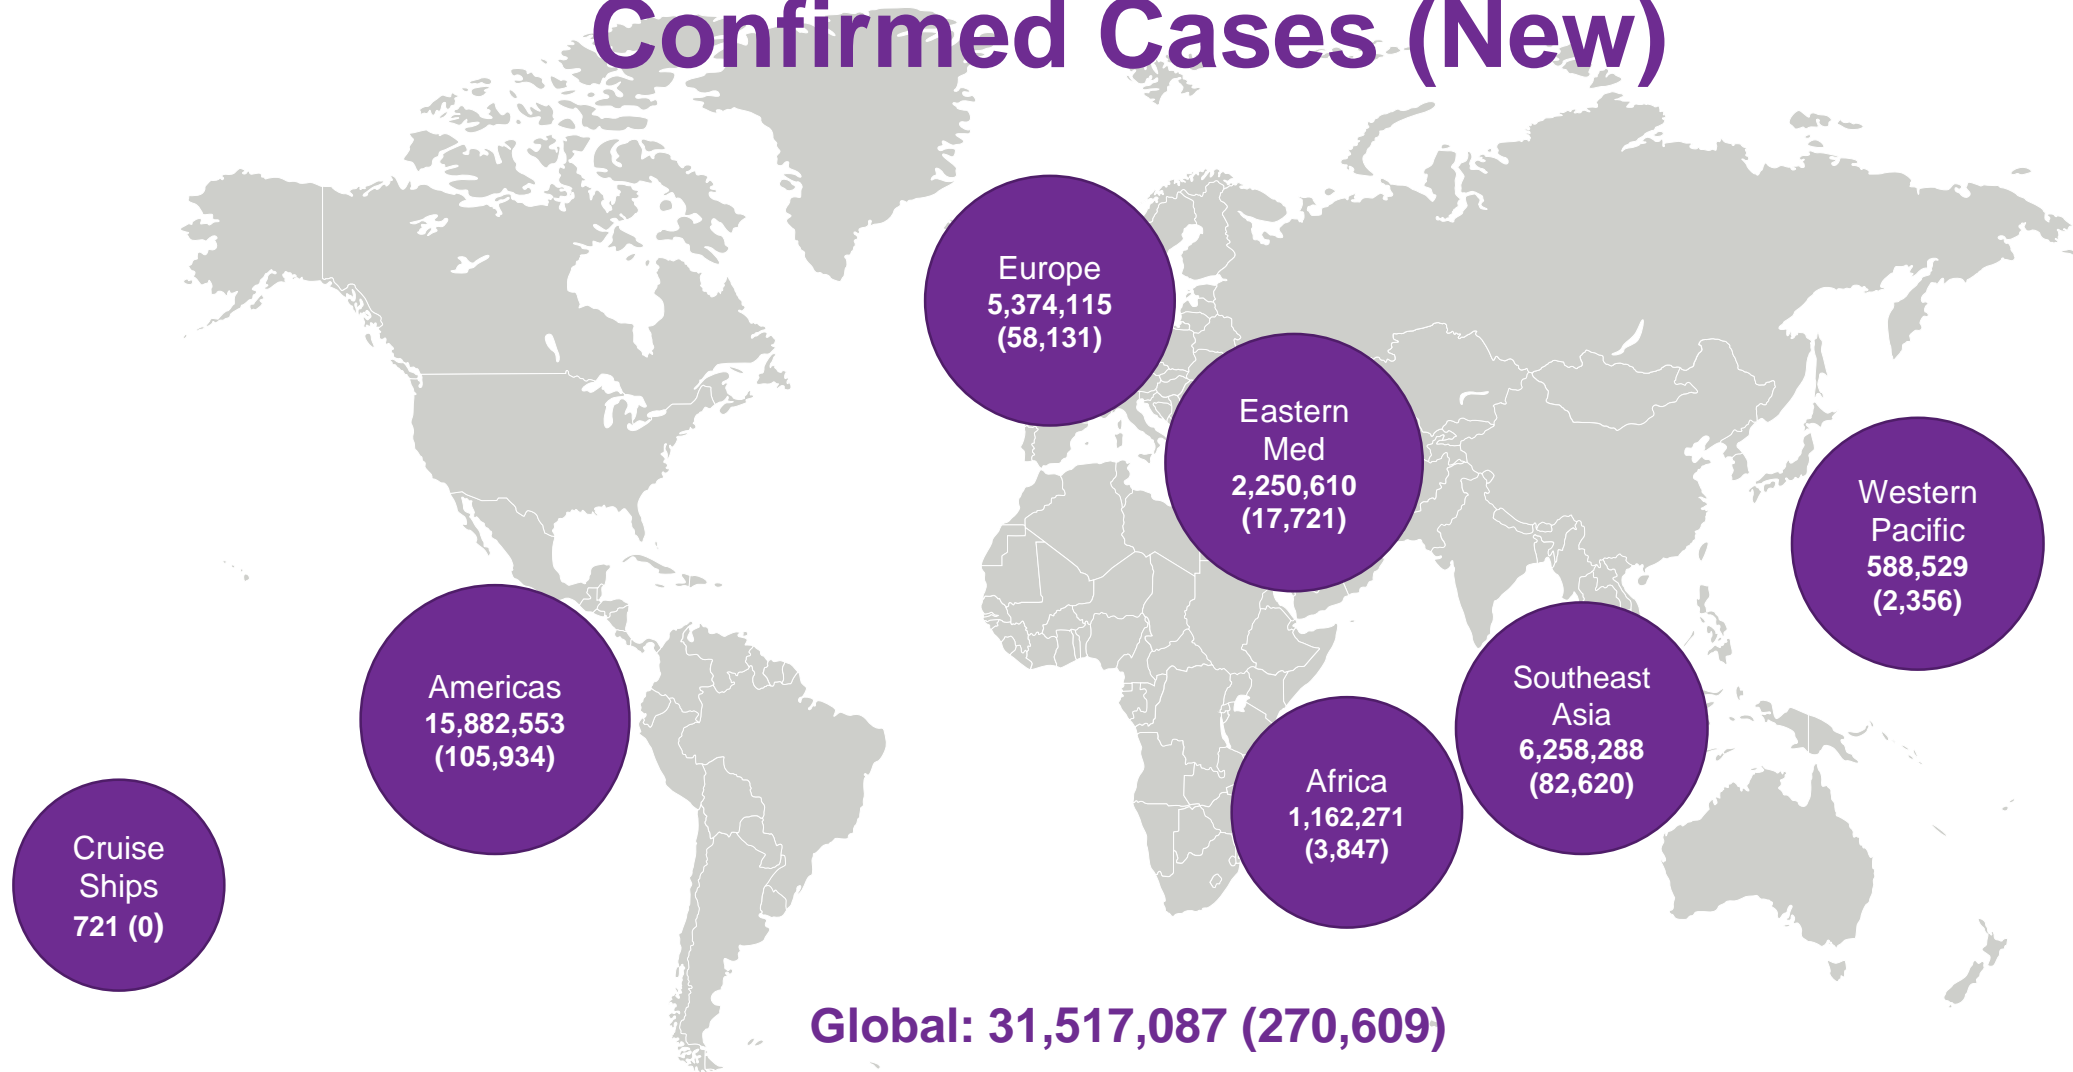 Confirmed Cases (New)
Europe
5,374,115
(58,131)
Eastern
Med
2,250,610
(17,721)
Western
Pacific
588,529
(2,356)
Americas
15,882,553
(105,934)
Southeast
Asia
6,258,288
(82,620)
Africa
1,162,271
(3,847)
Cruise
Ships
721 (0)
Global: 31,517,087 (270,609)